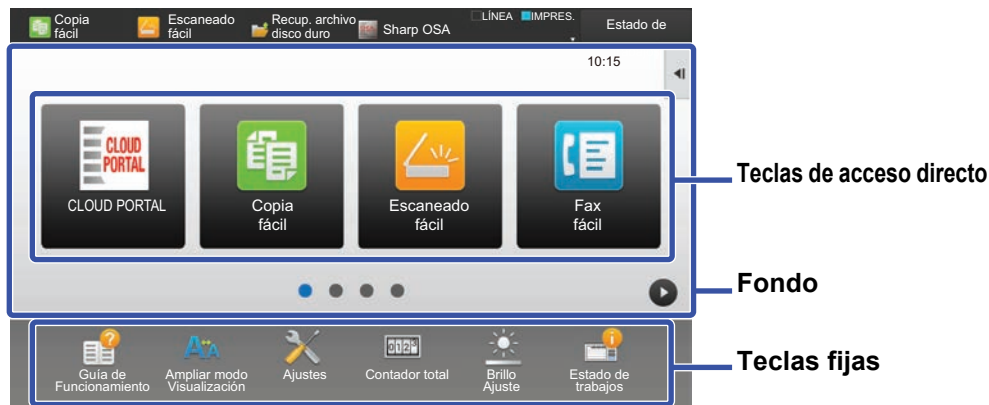 Copia
fácil
Escaneado
fácil
Recup. archivo
disco duro
Sharp OSA
LÍNEA
IMPRES.
Estado de
10:15
CLOUD
PORTAL
CLOUD PORTAL
Copia
fácil
Escaneado
fácil
Fax
fácil
Teclas de acceso directo
Fondo
Guía de
Funcionamiento
Ampliar modo
Visualización
Ajustes
Contador total
Brillo
Ajuste
Estado de
trabajos
Teclas fijas